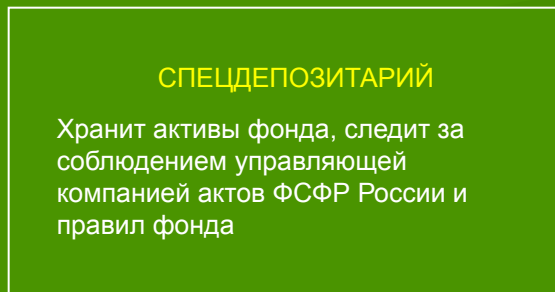 СПЕЦДЕПОЗИТАРИЙ
Хранит активы фонда, следит за
соблюдением управляющей
компанией актов ФСФР России и
правил фонда